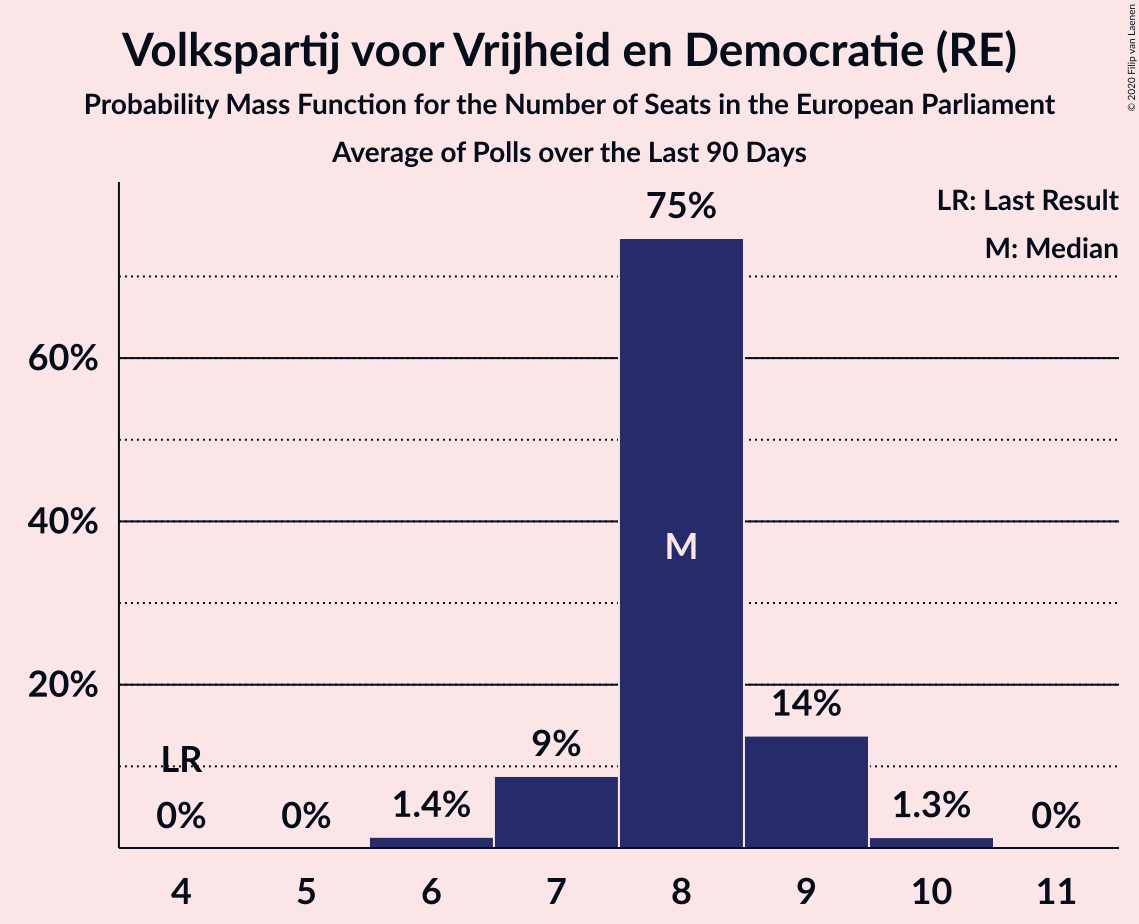 Volkspartij voor Vrijheid en Democratie (RE)
Probability Mass Function for the Number of Seats in the European Parliament
Average of Polls over the Last 90 Days
© 2020 Filip van Laenen
LR: Last Result
M: Median
75%
60%
40%
M
20%
14%
9%
LR
0%
0%
1.4%
1.3%
0%
4 5 6 7 8 9 10 11